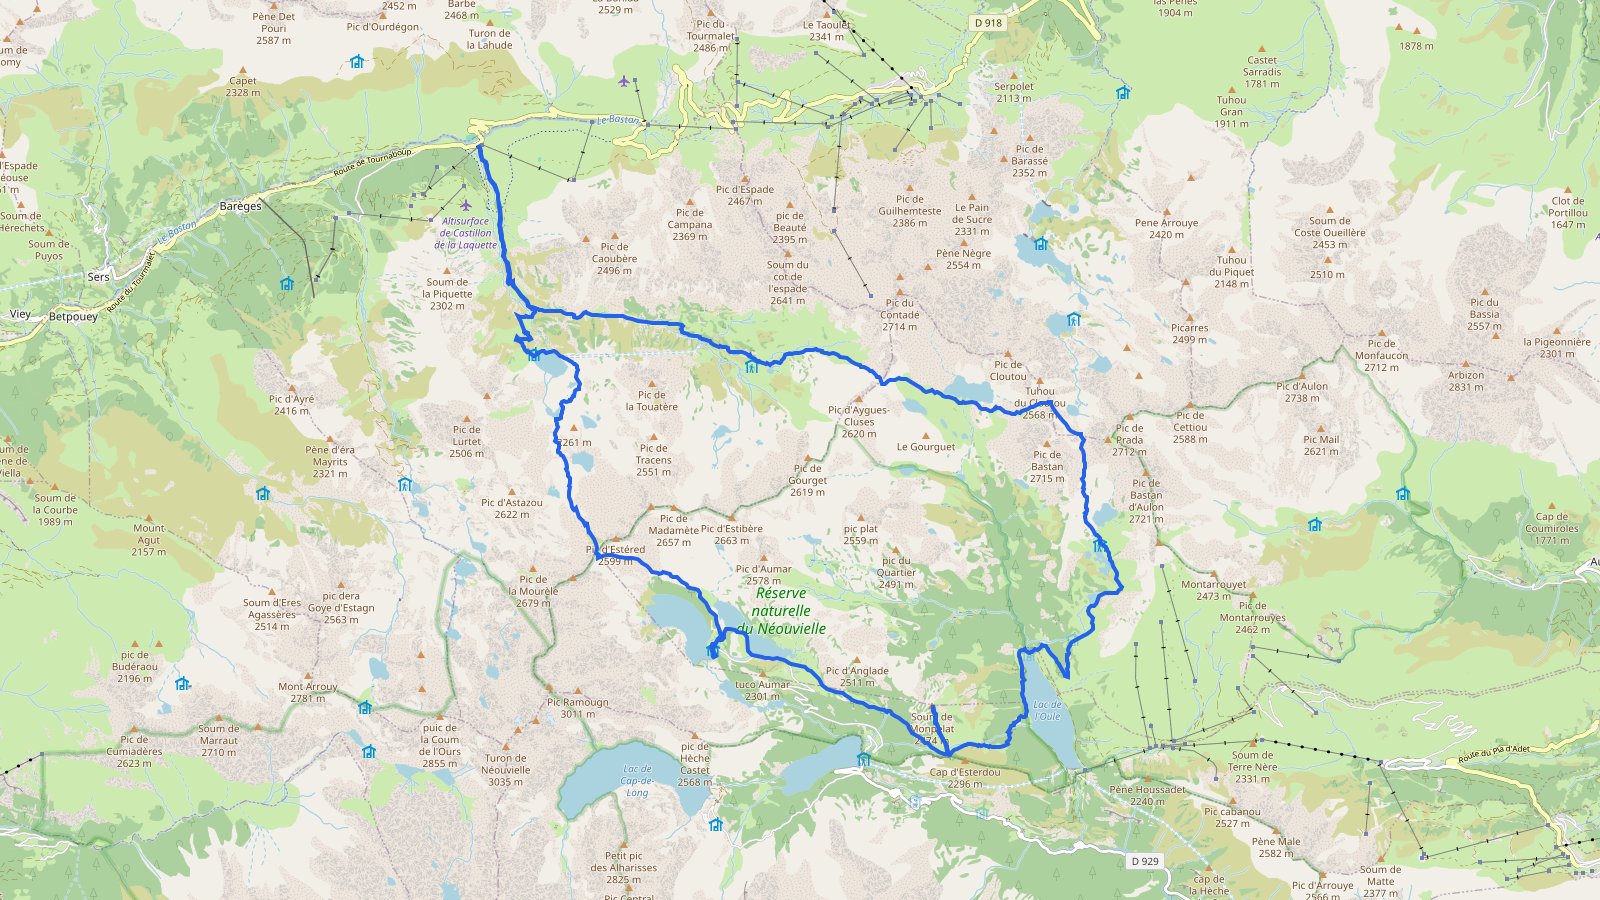 2452 m
Pène Det
Pouri
2587 m
Pic d'Ourdégon
Barbe
2468 m
Turon de
la Lahude
2529 m
Pic du
Tourmalet
2486 m
Le Taoulet
2341 m
D 918
1904 m
1878 m
Castet
Sarradis
1781 m
Capet
2328 m
Serpolet
2113 m
Tuhou
Gran
1911 m
Le Bastan
Route de Tournaboup
Pic de
Barassé
2352 m
Soum de
Hérechets
Barèges
Le Bastan
Soum de
Puyos
Altisurface
de Castillon
de la Laquette
Pic d'Espade
2467 m
Pic de
Campana
2369 m
pic de
Beauté
2395 m
Pic de
Guilhemteste
2386 m
Le Pain
de Sucre
2331 m
Pene Arrouye
2420 m
Soum de
Coste Oueillère
2453 m
Clot de
Portillou
1647 m
Sers
Route du Tourmalet
Pic de
Caoubère
2496 m
Pène Nègre
2554 m
Tuhou
du Piquet
2148 m
2510 m
Soum de
la Piquette
2302 m
Soum du
cot de
l'espade
2641 m
Viey
Betpouey
Pic du
Contadé
2714 m
Picarres
2499 m
Soum du
Bassia
2557 m
la Pigeonnière
2301 m
Pic de
Monfaucon
2712 m
Pic de
Cloutou
Arbizon
2831 m
Pic d'Ayré
2416 m
Pic de
la Touatère
Tuhou
2568 m
Pic d'Aulon
2738 m
Pic d'Aygues-
Cluses
2620 m
Pic de
Cettiou
2588 m
Pic de
Lurtet
2506 m
2261 m
Le Gourguet
Pic de
Prada
2712 m
Pic Mail
2621 m
Pène d'éra
Mayrits
2321 m
Pic de
Tracens
2551 m
Pic de
Bastan
2715 m
Pic de
Gourget
2619 m
Soum de
la Courbe
1989 m
Pic d'Astazou
2622 m
Pic de
Bastan
d'Aulon
2721 m
Mont
Agut
2157 m
Pic de
Madamète
2657 m
Pic d'Estibère
2663 m
pic plat
2559 m
Cap de
Coumiroles
1771 m
Pic d'Estéred
2599 m
Pic d'Aumar
2578 m
pic du
Quartier
2491 m
Pic de
la Mourèle
2679 m
Montarrouyet
2473 m
Soum d'Eres
Agasséres
2514 m
pic dera
Goye d'Estagn
2563 m
Réserve
naturelle
du Néouvielle
Pic de
Montarrouyes
2462 m
pic de
Budéraou
2196 m
Mont Arrouy
2781 m
Pic d'Anglade
2511 m
tuco Aumar
2301 m
Pic Ramougn
3011 m
Lac de
l'Oule
Soum de
Monpelat
2474 m
Soum de
Marraut
2710 m
puic de
la Coum
de l'Ours
2855 m
Pic de
Cumiadères
2623 m
pic de
Hèche
Castet
2568 m
Turon de
Néouvielle
3035 m
Lac de
Cap-de-
Long
Cap d'Esterdou
2296 m
Soum de
Terre Nère
2331 m
Route du Pla d'Adet
Pène Houssadet
2240 m
Pic cabanou
2527 m
Pène Male
2582 m
Petit pic
des Alharisses
2825 m
D 929
cap de
la Hèche
Pic d'Arrouye
2566 m
Soum de
Matte
2377 m
Pic Central